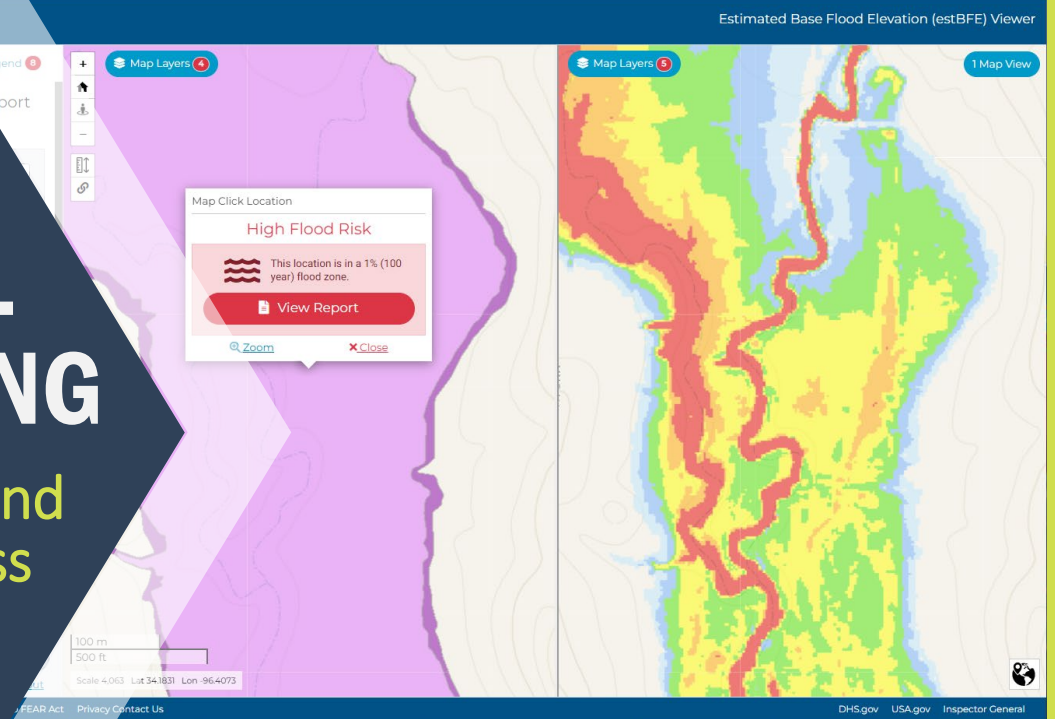 Estimated Base Flood Elevation (estBFE) Viewer
end 8
port
+
Map Layers 4
−
Map Click Location
High Flood Risk
This location is in a 1% (100
year) flood zone.
View Report
Zoom
Close
Map Layers 5
1 Map View
NG
nd
ss
100 m
500 ft
Scale 4,063 Lat 34.1831 Lon -96.4073
FEAR Act Privacy Contact Us
DHS.gov USA.gov Inspector General